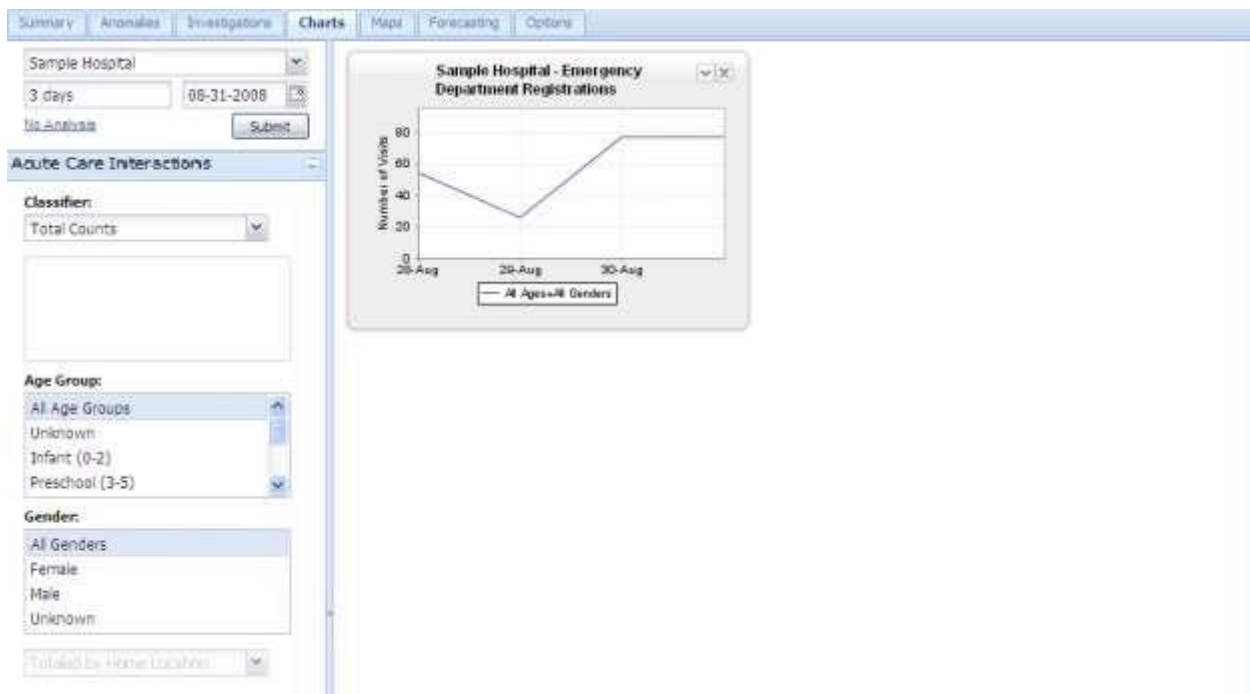 Summary Anomalies Investigations Charts Maps Forecasting Options
Sample Hospital
3 days 08-31-2008
No Analysis Submit
Acute Care Interactions
Classifier:
Total Counts
Age Group:
All Age Groups
Unknown
Infant (0-2)
Preschool (3-5)
Gender:
All Genders
Female
Male
Unknown
Totaled by Home Location
Sample Hospital - Emergency
Department Registrations
Number of Visits
80
60
40
20
0
28-Aug 29-Aug 30-Aug
All Ages+All Genders